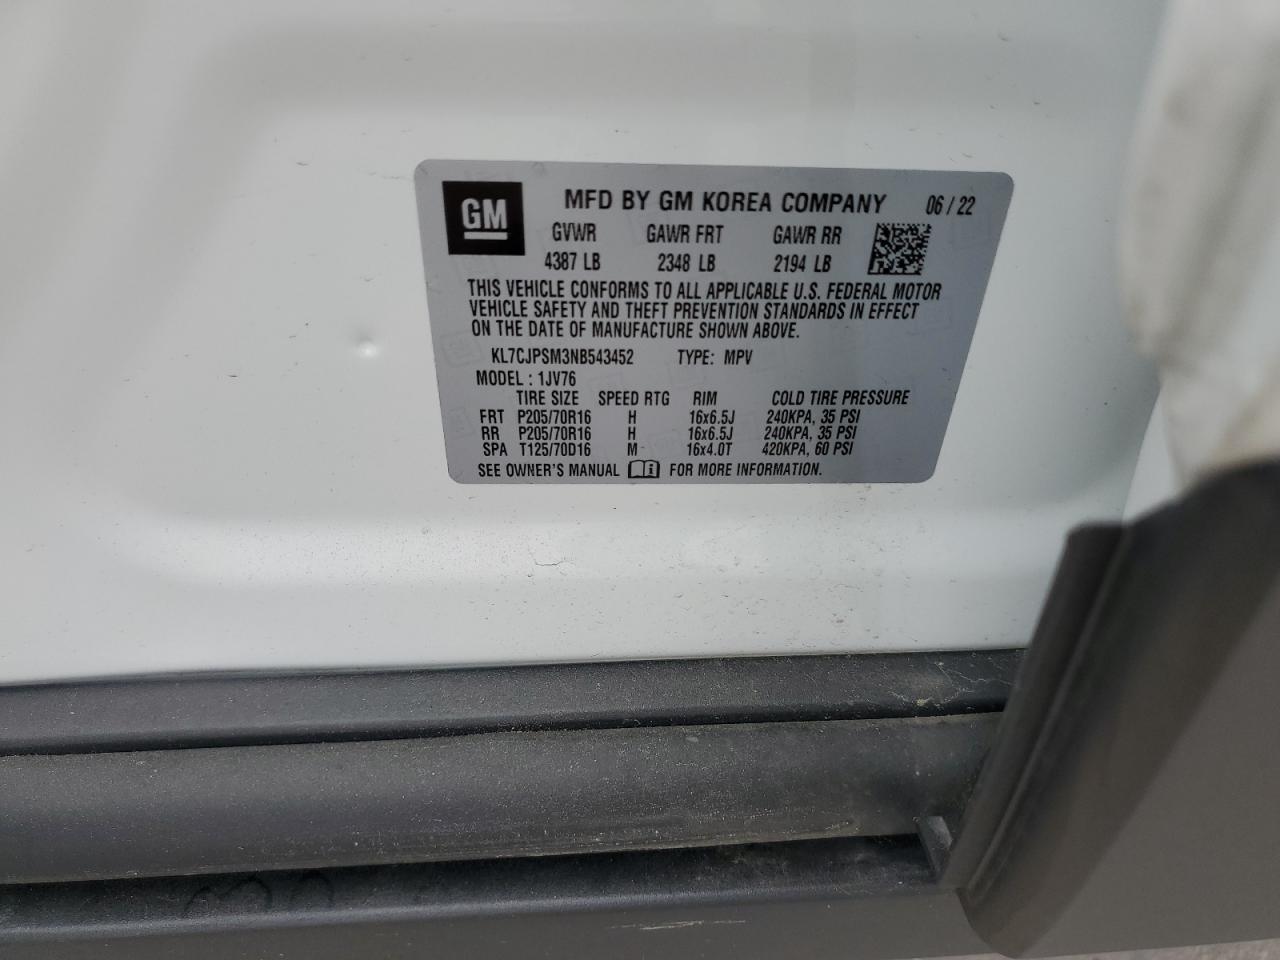 GM MFD BY GM KOREA COMPANY 06 / 22
GVWR GAWR FRT GAWR RR
4387 LB 2348 LB 2194 LB
THIS VEHICLE CONFORMS TO ALL APPLICABLE U.S. FEDERAL MOTOR
VEHICLE SAFETY AND THEFT PREVENTION STANDARDS IN EFFECT
ON THE DATE OF MANUFACTURE SHOWN ABOVE.
KL7CJPSM3NB543452 TYPE: MPV
MODEL : 1JV76
TIRE SIZE SPEED RTG RIM COLD TIRE PRESSURE
FRT P205/70R16 H 16x6.5J 240KPA, 35 PSI
RR P205/70R16 H 16x6.5J 240KPA, 35 PSI
SPA T125/70D16 M 16x4.0T 420KPA, 60 PSI
SEE OWNER'S MANUAL FOR MORE INFORMATION.